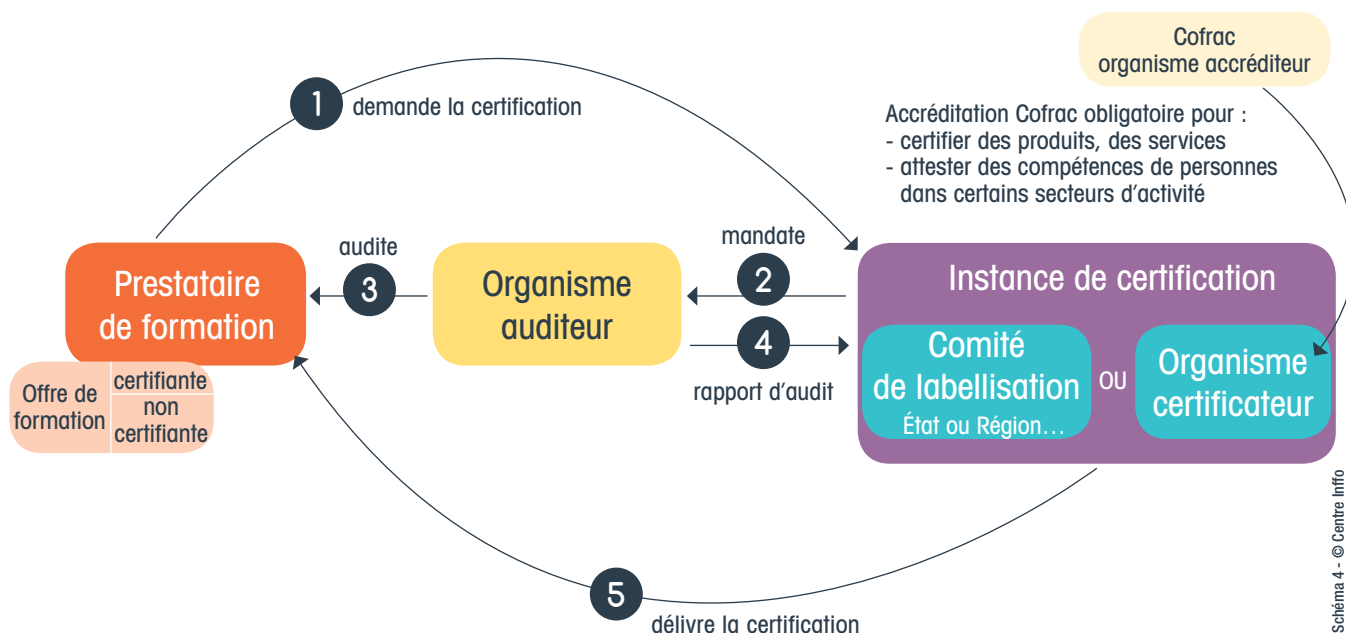 Cofrac
organisme accréditeur
1
demande la certification
Accréditation Cofrac obligatoire pour :
- certifier des produits, des services
- attester des compétences de personnes
dans certains secteurs d'activité
Prestataire
de formation
audite
3
Organisme
auditeur
mandate
2
4
rapport d'audit
Instance de certification
Comité
de labellisation
État ou Région...
OU
Organisme
certificateur
Offre de
formation
certifiante
non
certifiante
5
délivre la certification
Schéma 4 - © Centre Inffo